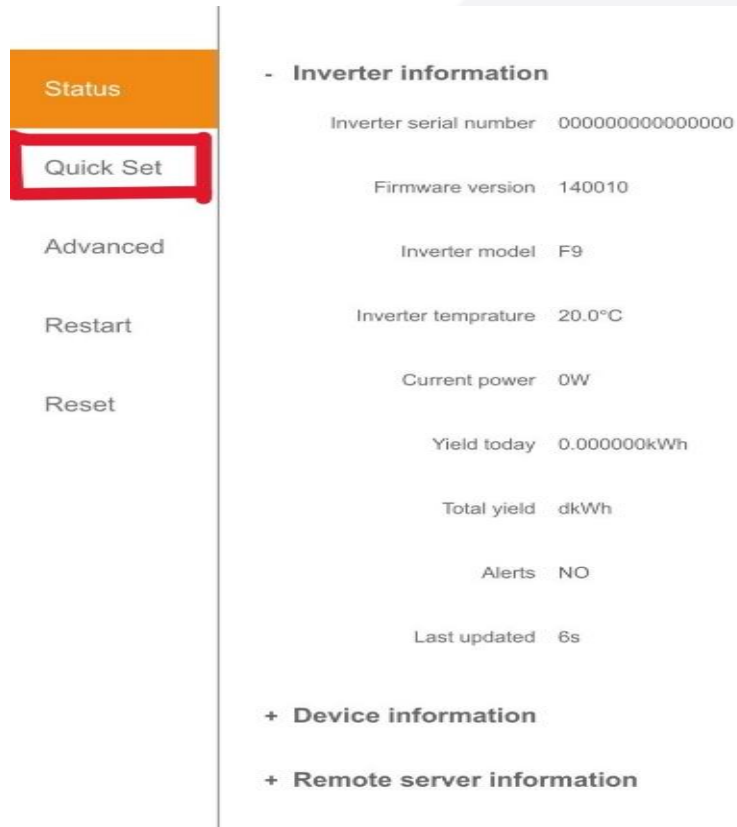 Status
Quick Set
Advanced
Restart
Reset
- Inverter information
Inverter serial number 000000000000000
Firmware version 140010
Inverter model F9
Inverter temprature 20.0°C
Current power 0W
Yield today 0.000000kWh
Total yield dkWh
Alerts NO
Last updated 6s
+ Device information
+ Remote server information